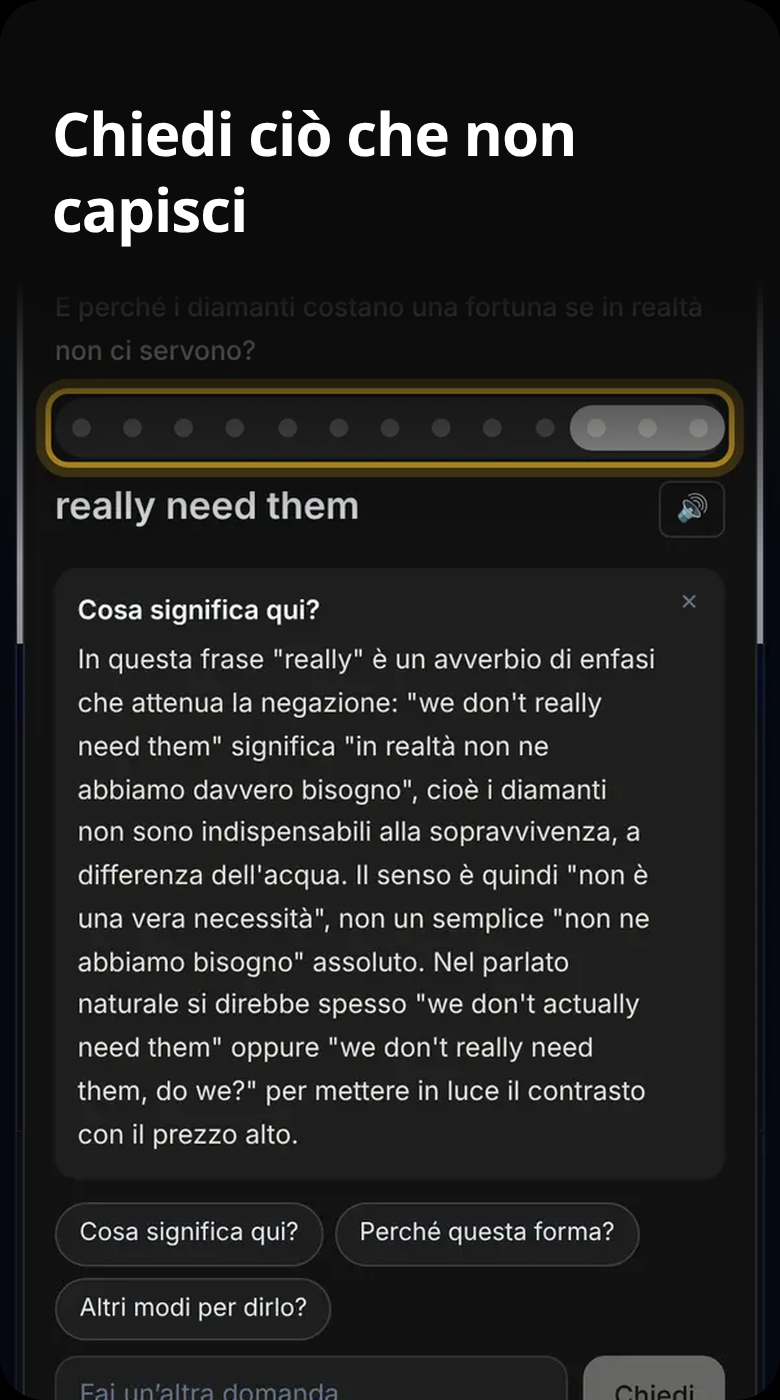 Chiedi ciò che non
capisci
E perché i diamanti costano una fortuna se in realtà
non ci servono?
really need them
Cosa significa qui?
×
In questa frase "really" è un avverbio di enfasi
che attenua la negazione: "we don't really
need them" significa "in realtà non ne
abbiamo davvero bisogno", cioè i diamanti
non sono indispensabili alla sopravvivenza, a
differenza dell'acqua. Il senso è quindi "non è
una vera necessità", non un semplice "non ne
abbiamo bisogno" assoluto. Nel parlato
naturale si direbbe spesso "we don't actually
need them" oppure "we don't really need
them, do we?" per mettere in luce il contrasto
con il prezzo alto.
Cosa significa qui? Perché questa forma?
Altri modi per dirlo?
Fai un'altra domanda Chiedi